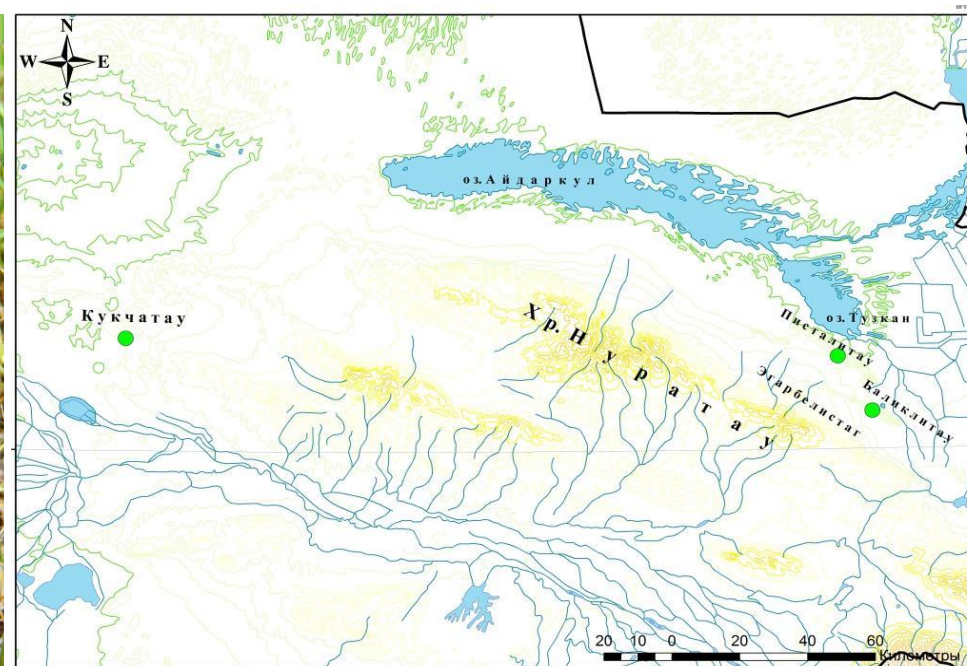 N
W E
S
оз. Айдаркул
Кукчатау
Хр. Нуратау
оз. Тузкан
Писталитау
Эгарбелистаг
Баликлитау
20 10 0 20 40 60
Километры